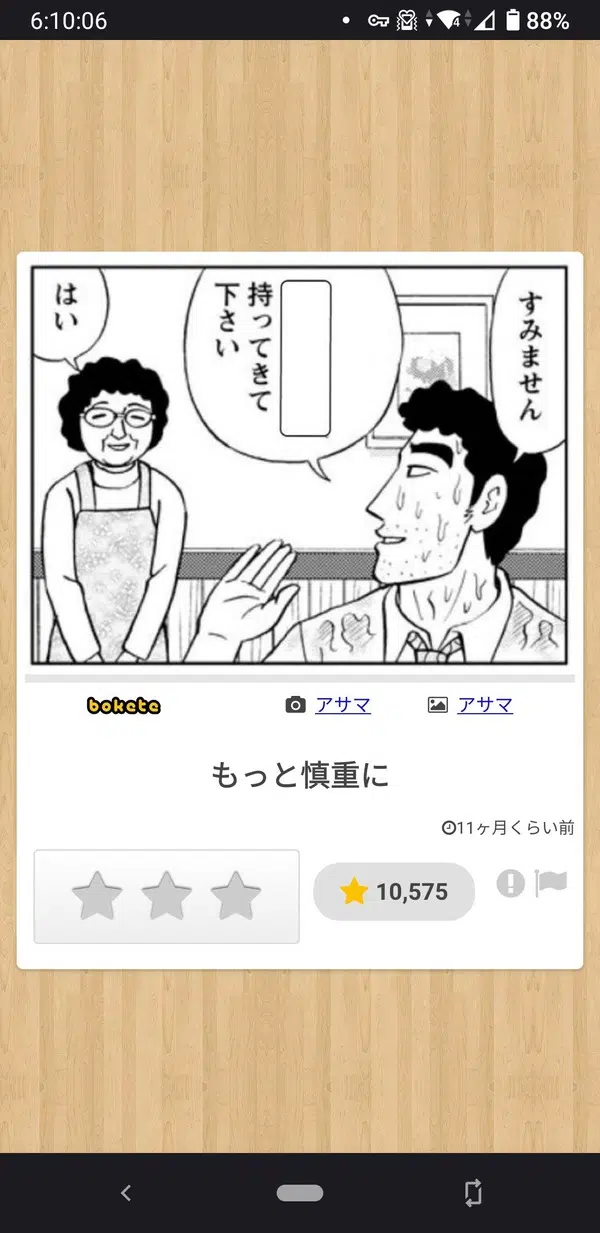 6:10:06
4
88%
すみません
持ってきて
下さい
はい
bokete
アサマ
アサマ
もっと慎重に
11ヶ月くらい前
10,575